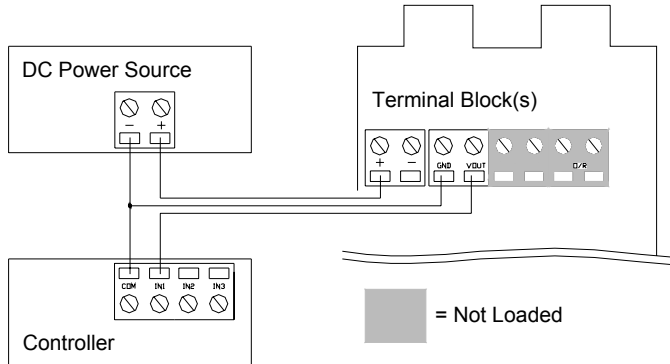 DC Power Source
− +
Terminal Block(s)
+ − GND VOUT O/R
COM IN1 IN2 IN3
Controller
= Not Loaded